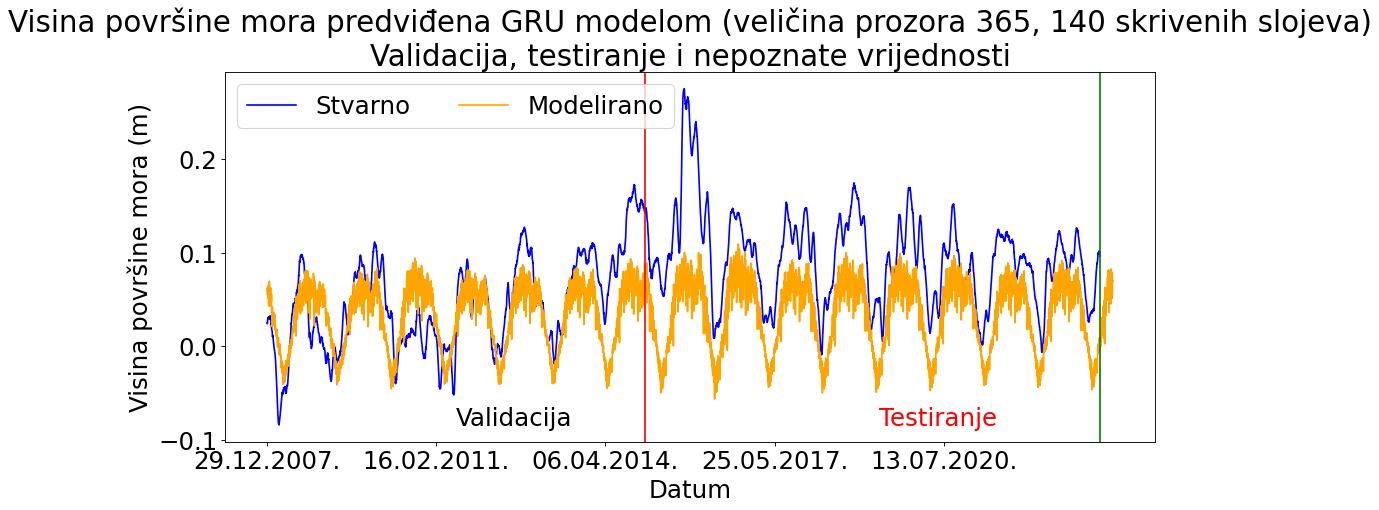 Visina površine mora predviđena GRU modelom (veličina prozora 365, 140 skrivenih slojeva)
Validacija, testiranje i nepoznate vrijednosti
Stvarno
Modelirano
Visina površine mora (m)
0.2
0.1
0.0
−0.1
Validacija
Testiranje
29.12.2007.
16.02.2011.
06.04.2014.
25.05.2017.
13.07.2020.
Datum